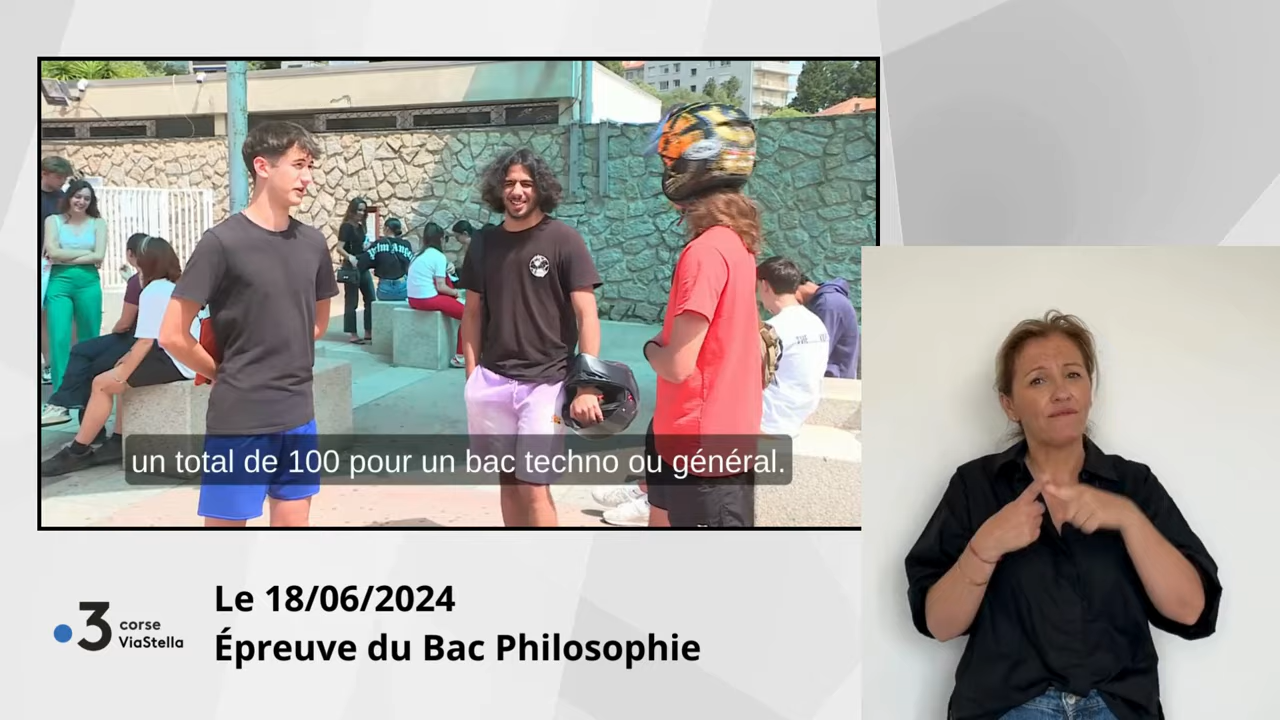 un total de 100 pour un bac techno ou général.
3 corse
ViaStella
Le 18/06/2024
Épreuve du Bac Philosophie